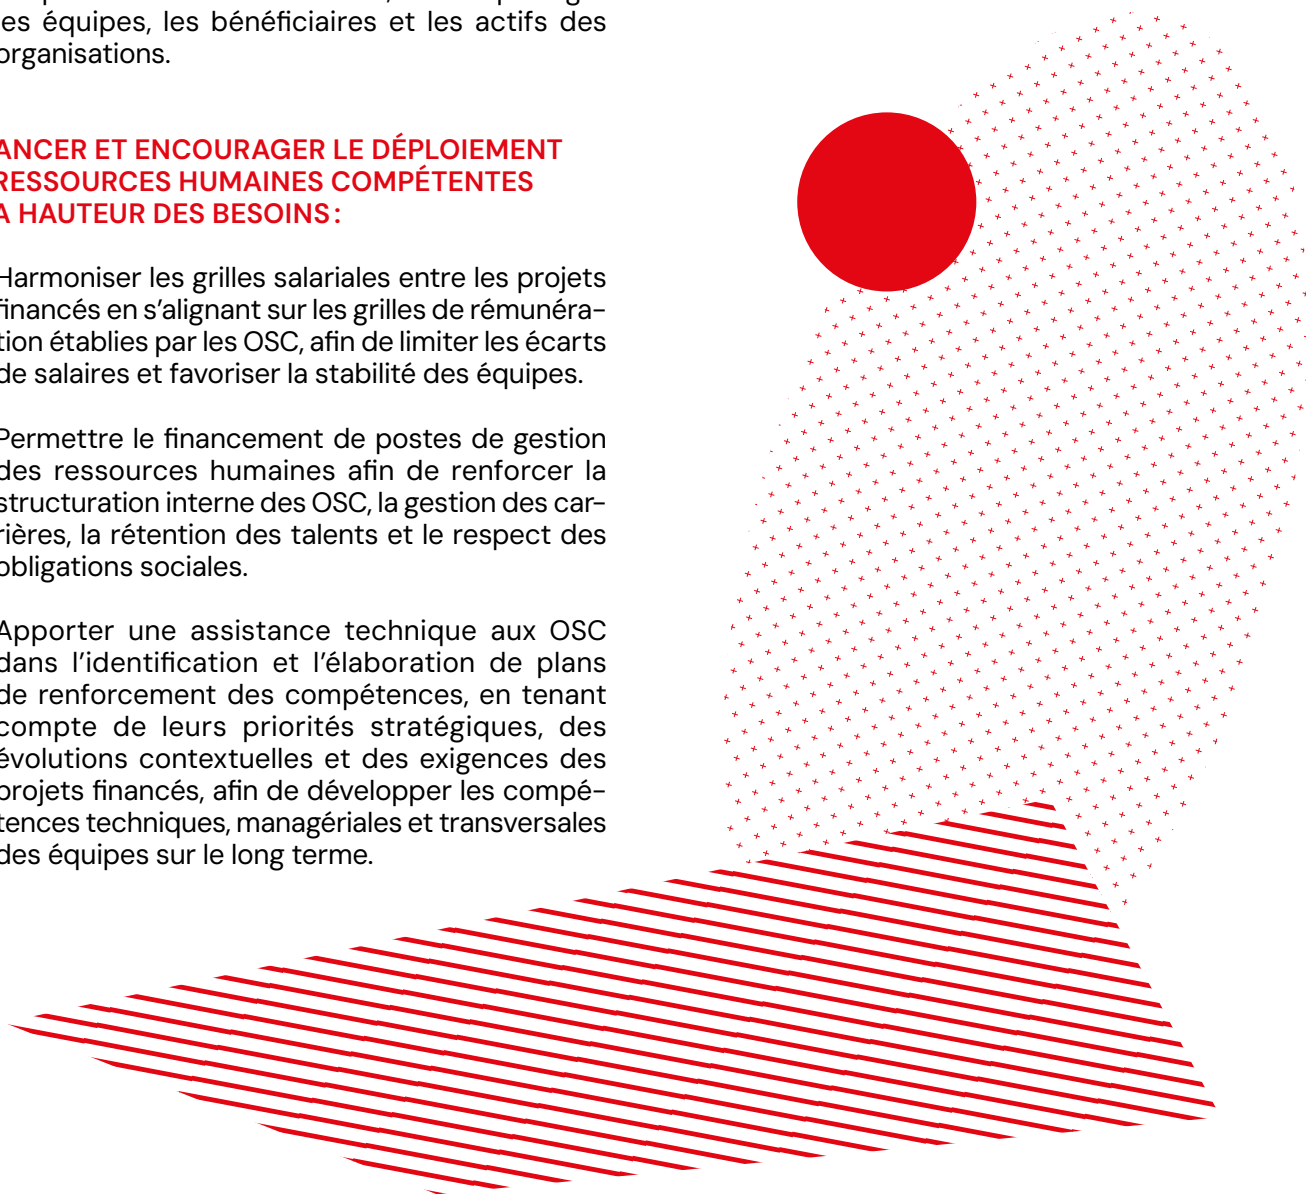 les équipes, les bénéficiaires et les actifs des
organisations.
ANCER ET ENCOURAGER LE DÉPLOIEMENT
RESSOURCES HUMAINES COMPÉTENTES
A HAUTEUR DES BESOINS :
Harmoniser les grilles salariales entre les projets
financés en s’alignant sur les grilles de rémunéra-
tion établies par les OSC, afin de limiter les écarts
de salaires et favoriser la stabilité des équipes.
Permettre le financement de postes de gestion
des ressources humaines afin de renforcer la
structuration interne des OSC, la gestion des car-
rières, la rétention des talents et le respect des
obligations sociales.
Apporter une assistance technique aux OSC
dans l’identification et l’élaboration de plans
de renforcement des compétences, en tenant
compte de leurs priorités stratégiques, des
évolutions contextuelles et des exigences des
projets financés, afin de développer les compé-
tences techniques, managériales et transversales
des équipes sur le long terme.